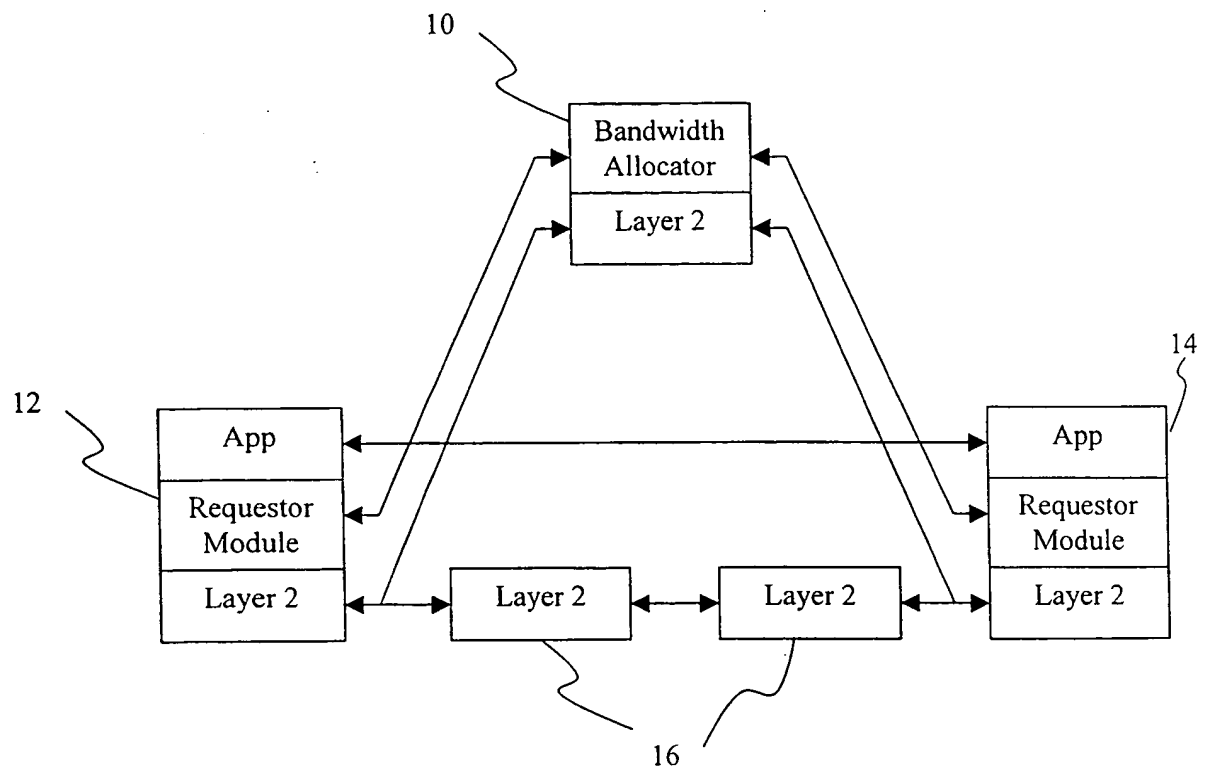 10
Bandwidth
Allocator
Layer 2
14
12
App
App
Requestor
Module
Requestor
Module
Layer 2
Layer 2
Layer 2
Layer 2
16